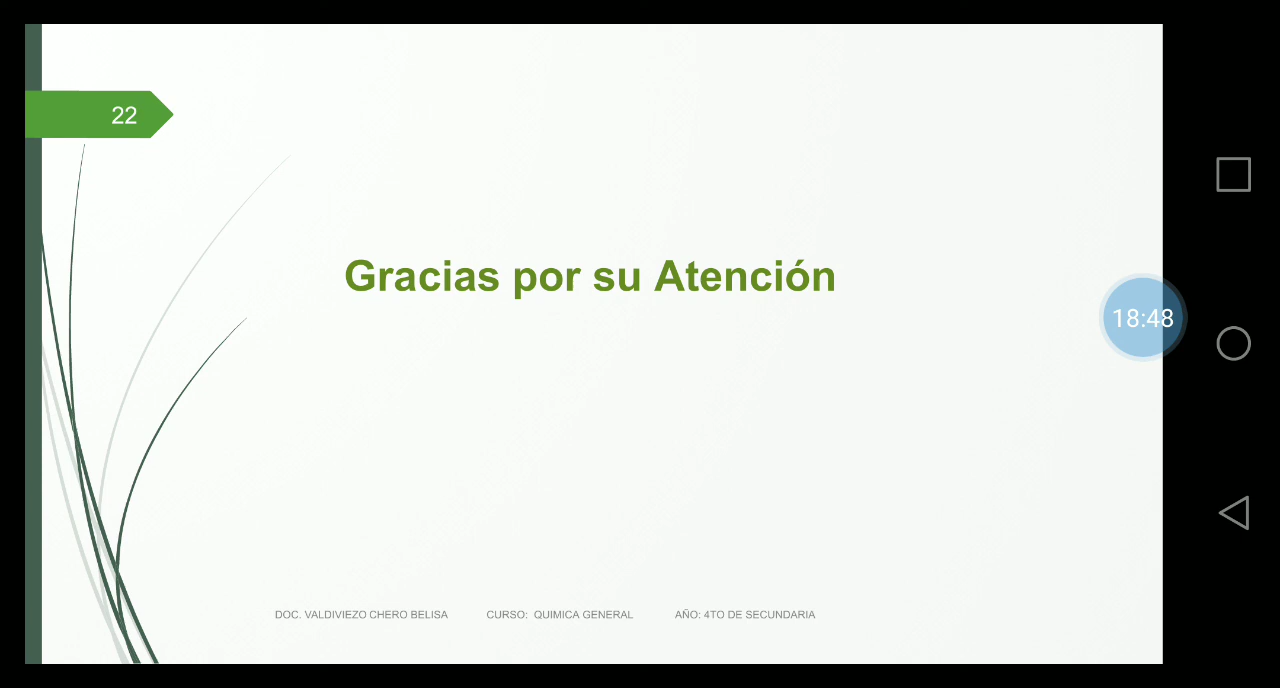 22
Gracias por su Atención
18:48
DOC. VALDIVIEZO CHERO BELISA CURSO: QUIMICA GENERAL AÑO: 4TO DE SECUNDARIA